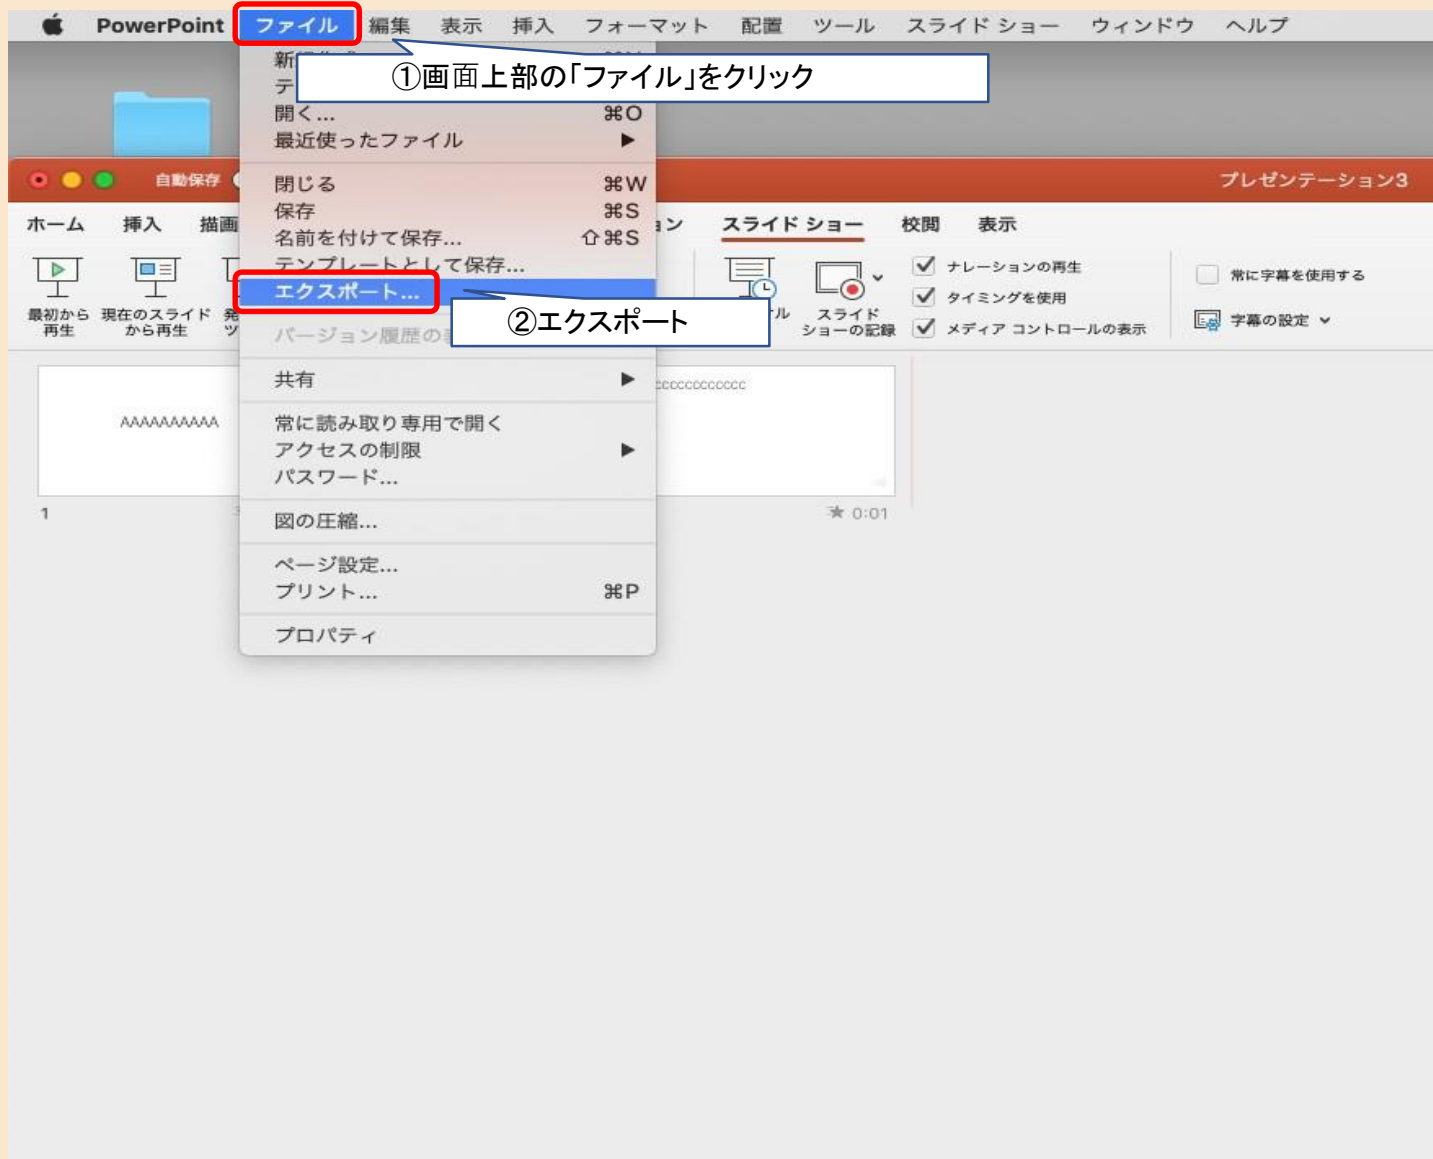 PowerPoint ファイル 編集 表示 挿入 フォーマット 配置 ツール スライド ショー ウィンドウ ヘルプ
①画面上部の「ファイル」をクリック
開く... ⌘O
最近使ったファイル ▶
閉じる ⌘W
保存 ⌘S
名前を付けて保存... ⇧⌘S
テンプレートとして保存...
エクスポート...
②エクスポート
バージョン履歴の
共有 ▶
常に読み取り専用で開く
アクセスの制限 ▶
パスワード...
図の圧縮...
ページ設定...
プリント... ⌘P
プロパティ
自動保存
プレゼンテーション3
ホーム 挿入 描画 スライド ショー 校閲 表示
最初から
再生
現在のスライド
から再生
スライド
ショーの記録
ナレーションの再生
タイミングを使用
メディア コントロールの表示
常に字幕を使用する
字幕の設定
AAAAAAAAAA
1
0:01